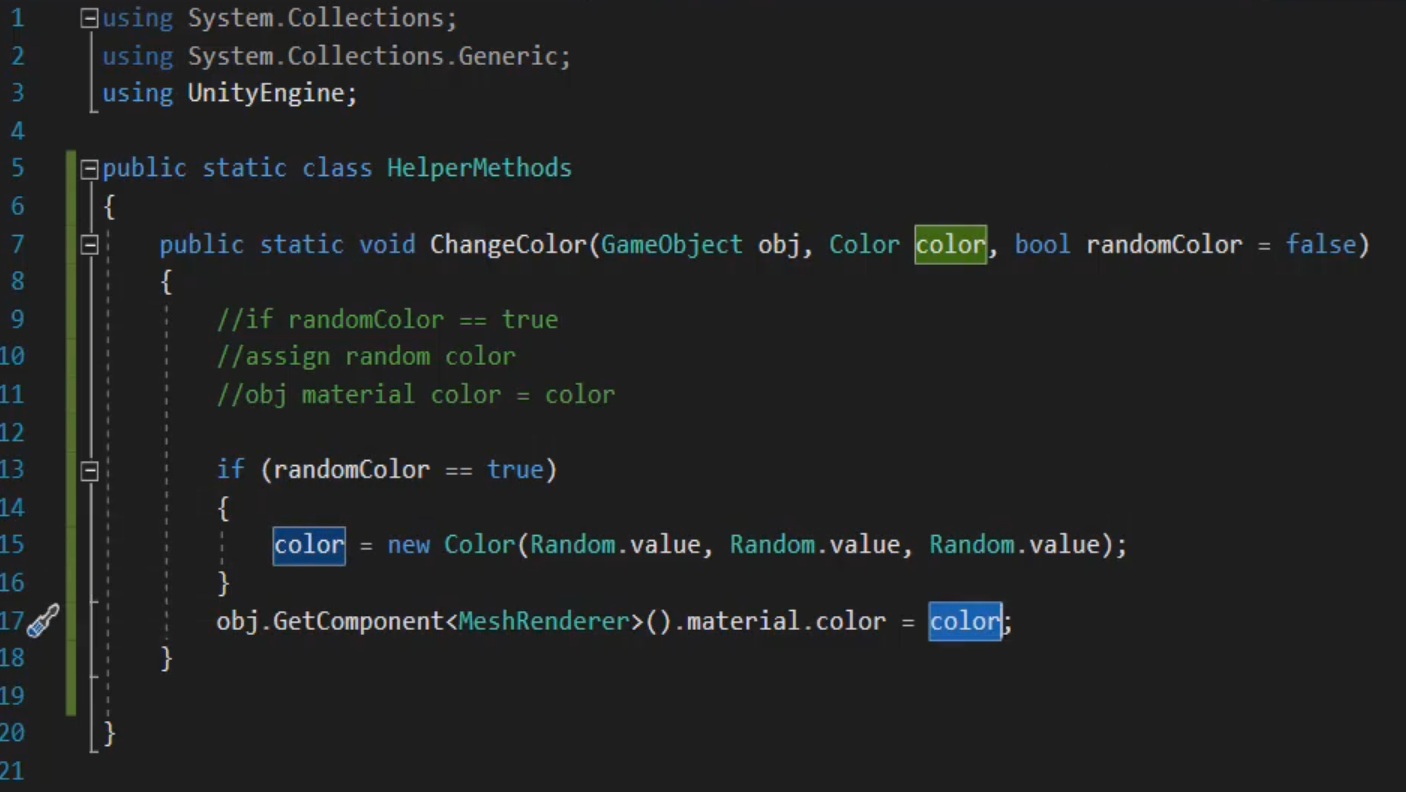 1 using System.Collections;
2 using System.Collections.Generic;
3 using UnityEngine;
4
5 public static class HelperMethods
6 {
7 public static void ChangeColor(GameObject obj, Color color, bool randomColor = false)
8 {
9 //if randomColor == true
10 //assign random color
11 //obj material color = color
12
13 if (randomColor == true)
14 {
15 color = new Color(Random.value, Random.value, Random.value);
16 }
17 obj.GetComponent<MeshRenderer>().material.color = color;
18 }
19
20 }
21